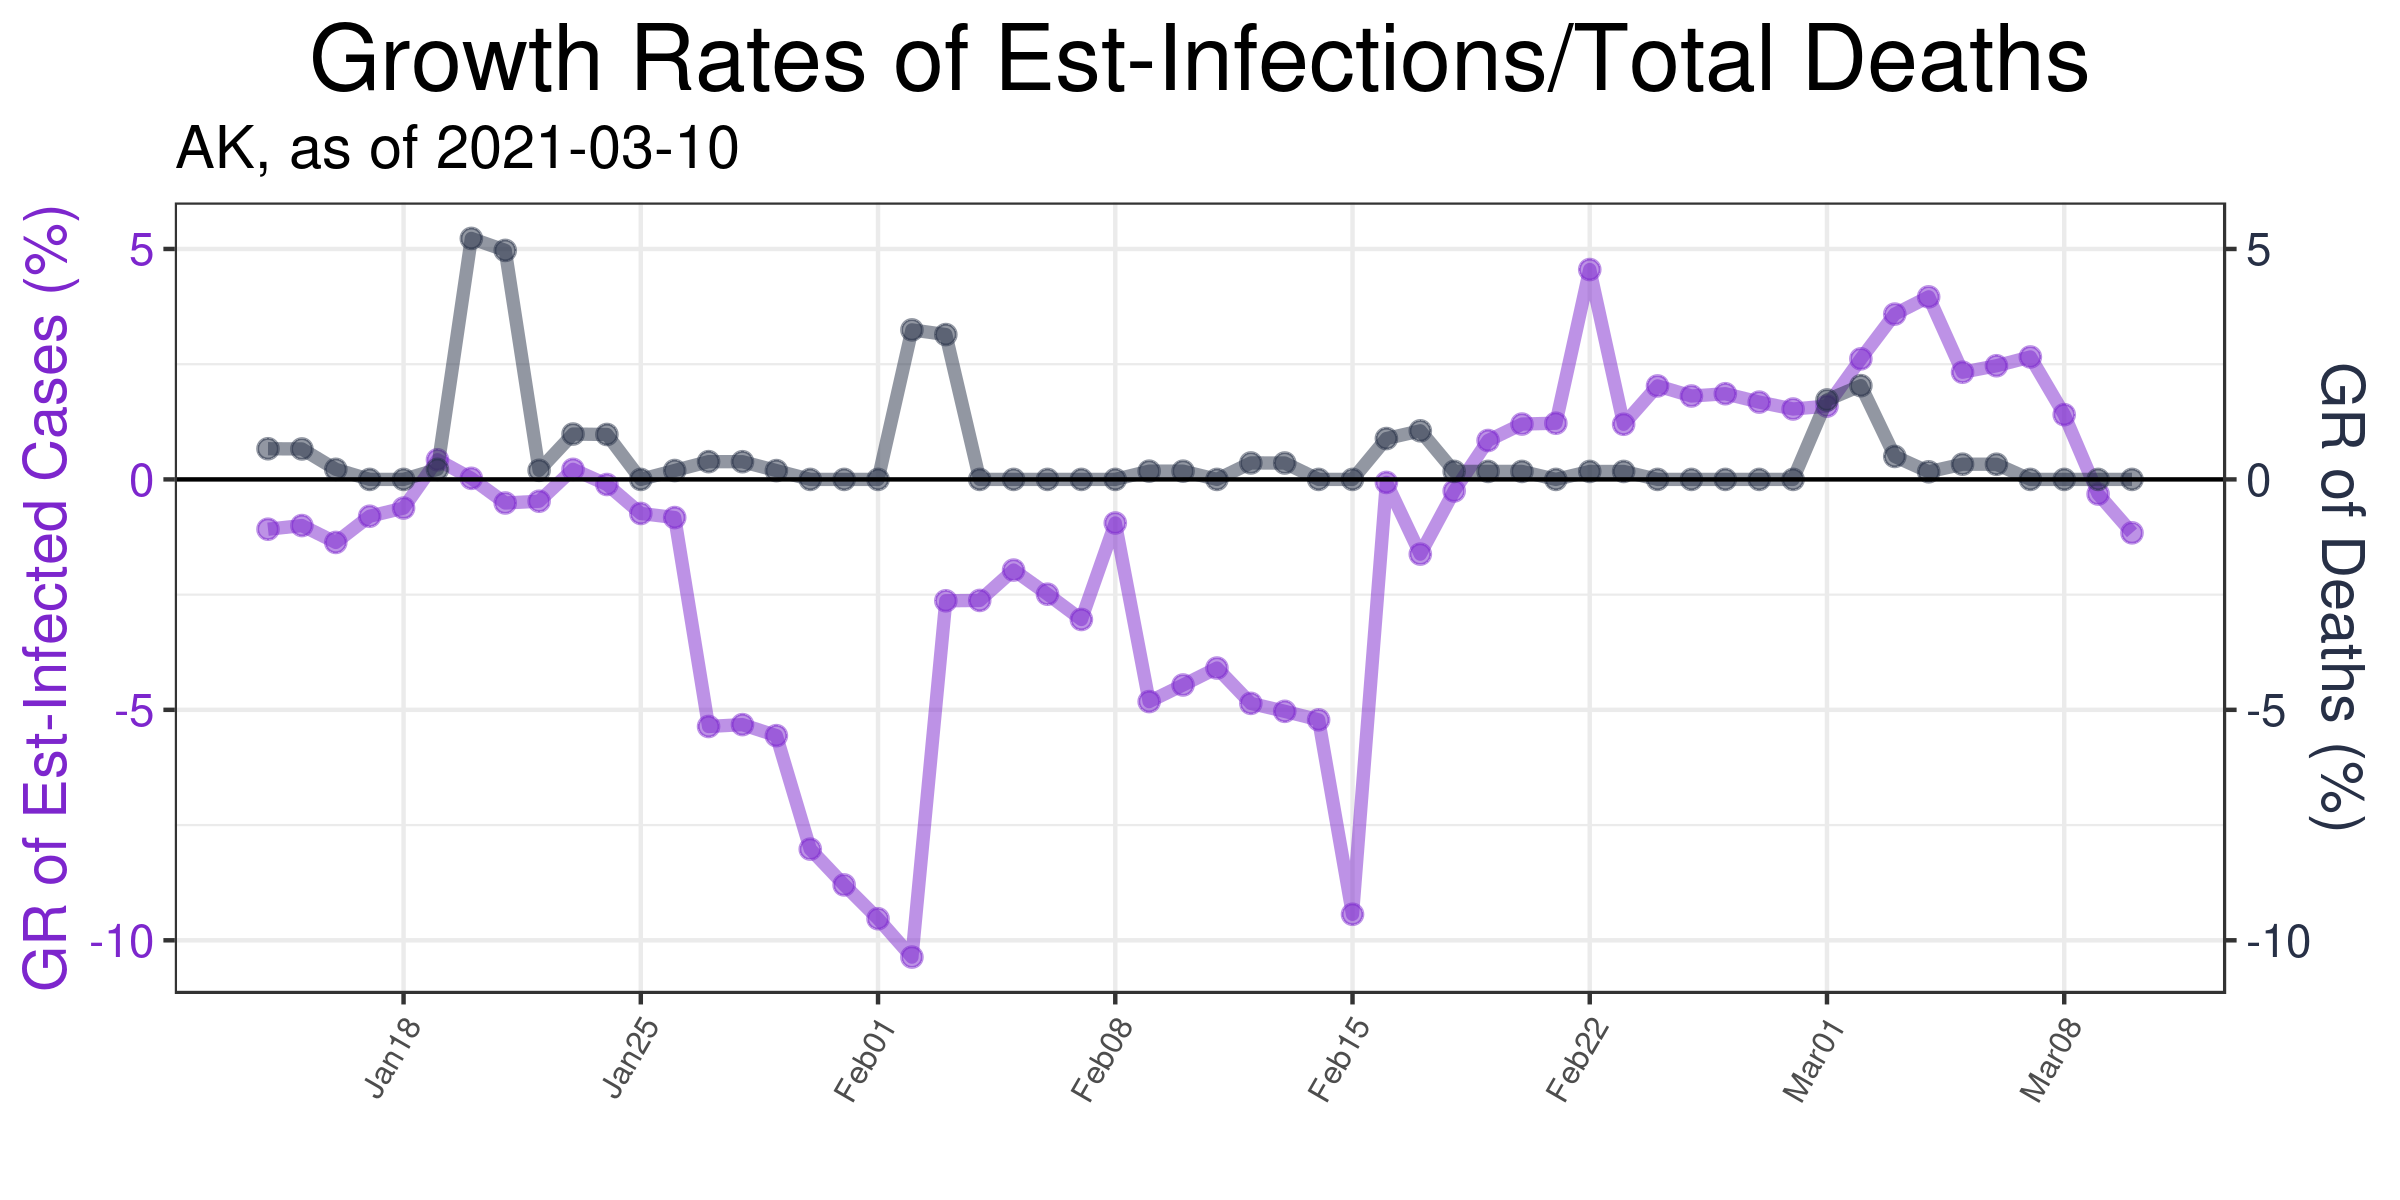 Growth Rates of Est-Infections/Total Deaths
AK, as of 2021-03-10
GR of Est-Infected Cases (%)
5
0
-5
-10
5
0
-5
-10
GR of Deaths (%)
Jan18
Jan25
Feb01
Feb08
Feb15
Feb22
Mar01
Mar08